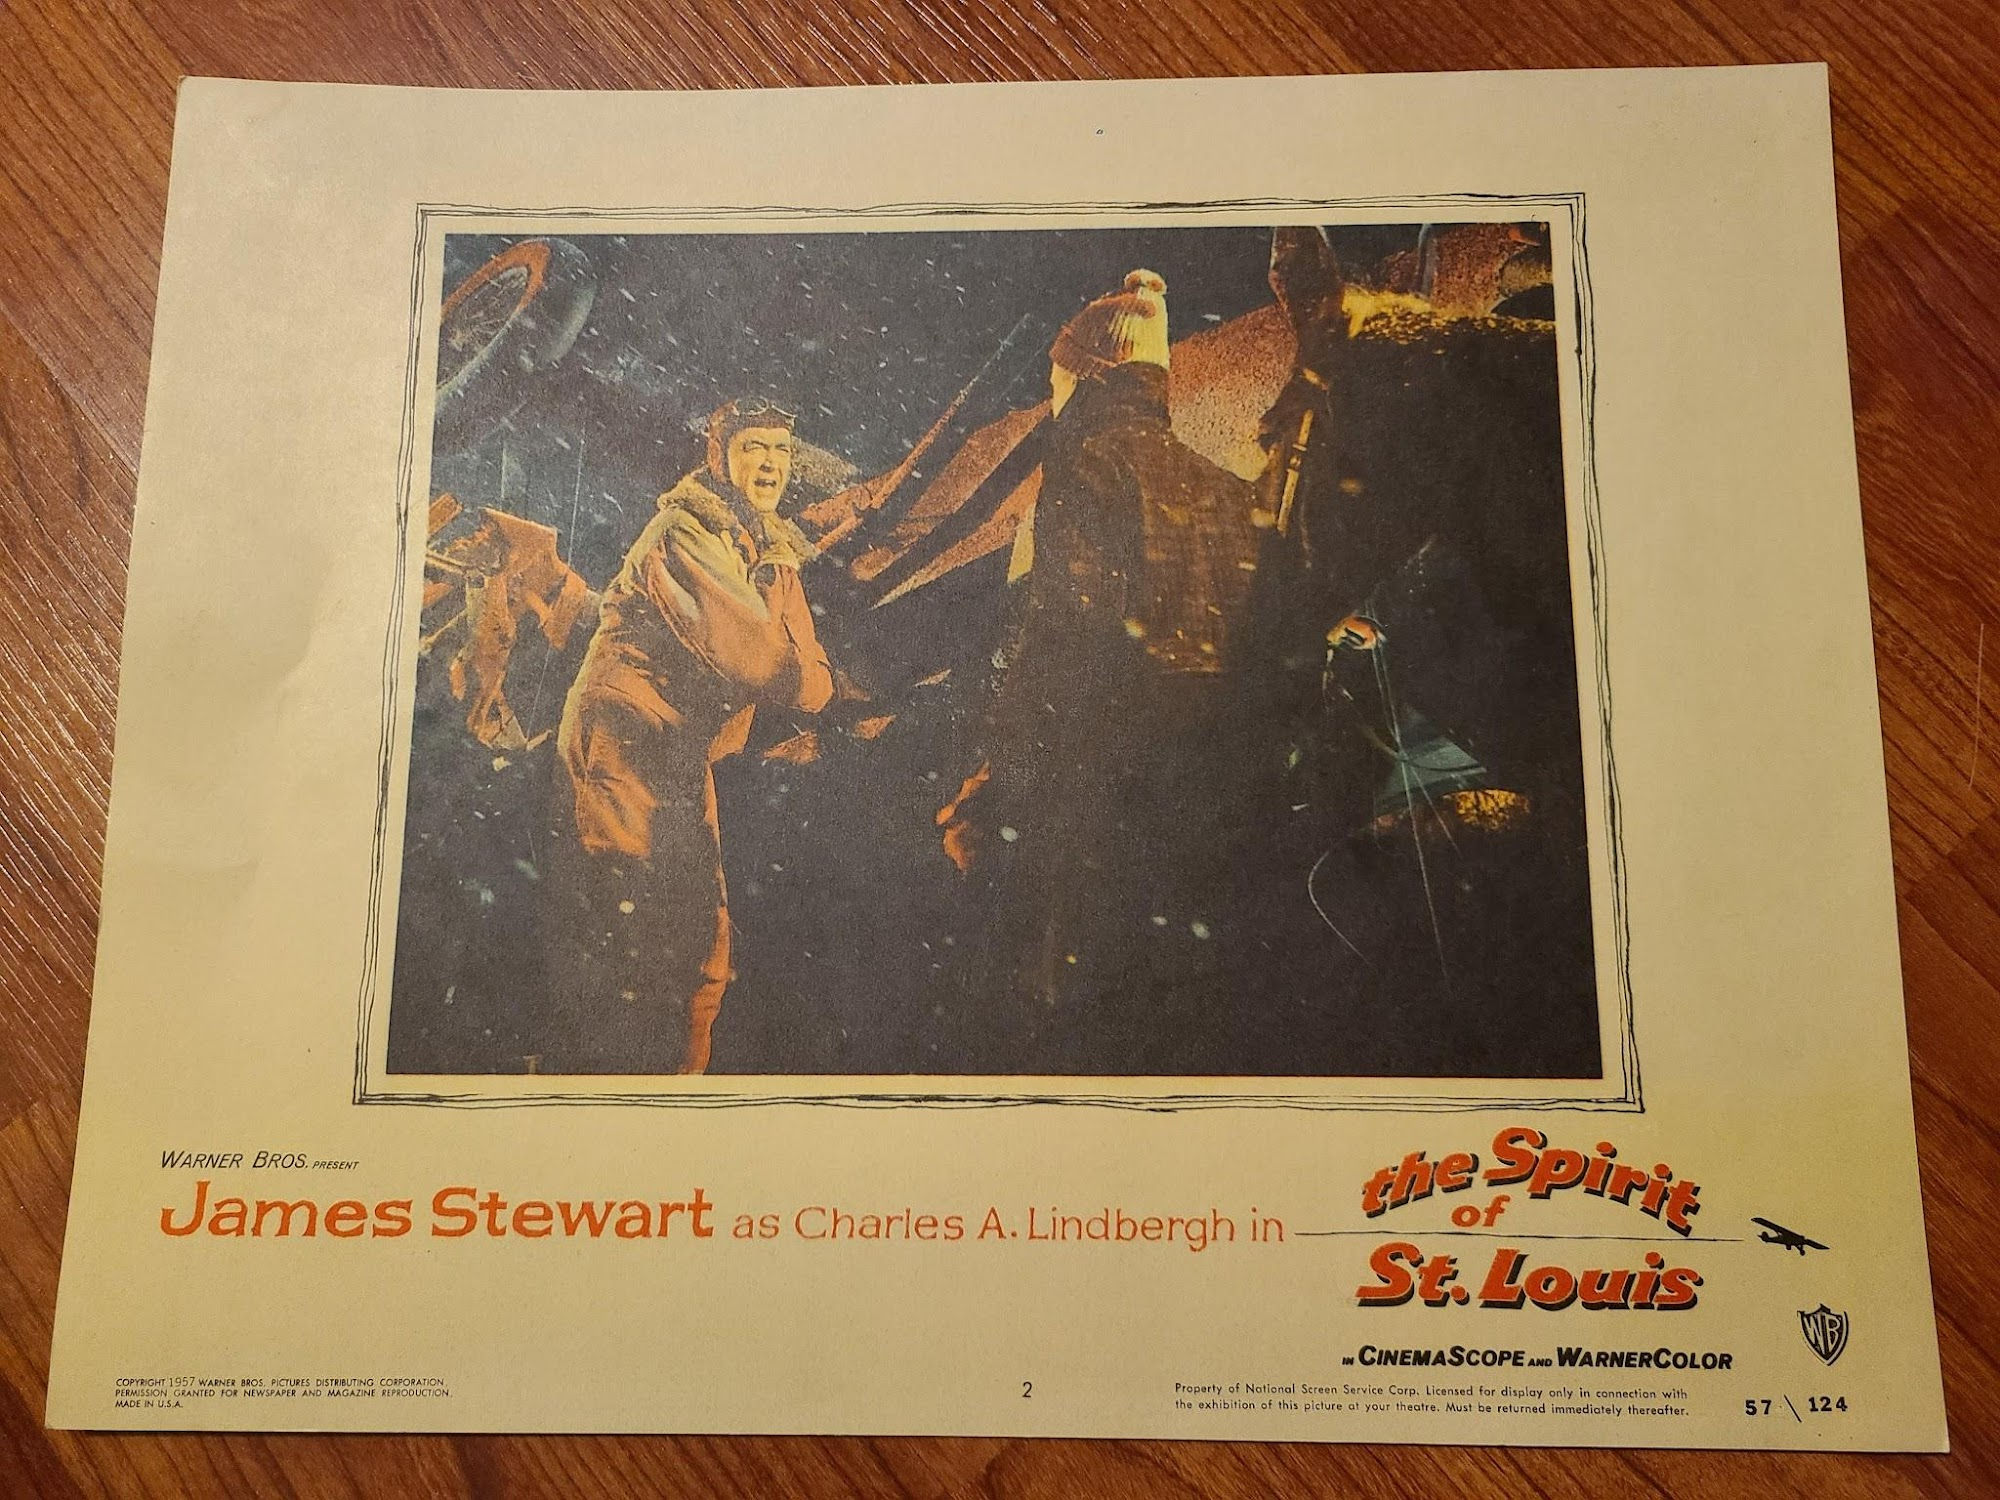 WARNER BROS. PRESENT
James Stewart as Charles A. Lindbergh in
the Spirit
of
St. Louis
IN CINEMASCOPE AND WARNERCOLOR
WB
COPYRIGHT 1957 WARNER BROS. PICTURES DISTRIBUTING CORPORATION.
PERMISSION GRANTED FOR NEWSPAPER AND MAGAZINE REPRODUCTION.
MADE IN U.S.A.
2
Property of National Screen Service Corp. Licensed for display only in connection with
the exhibition of this picture at your theatre. Must be returned immediately thereafter.
57 \ 124